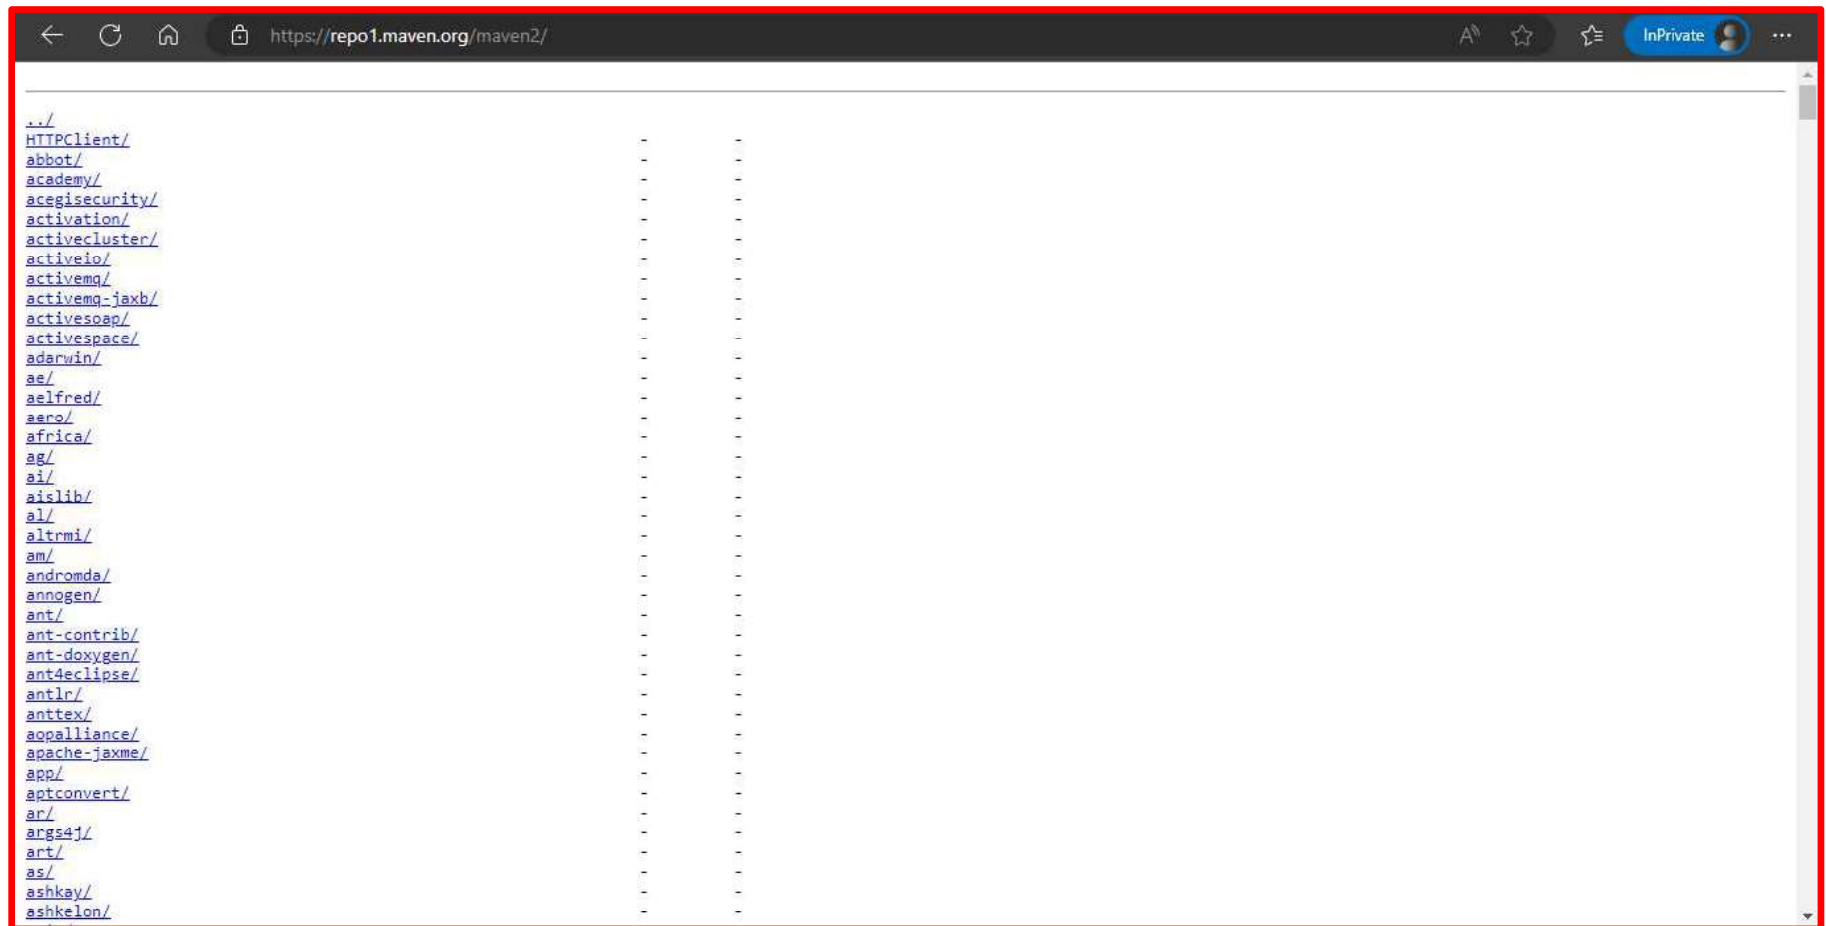 https://repo1.maven.org/maven2/ A InPrivate
../
HTTPClient/ - -
abbot/ - -
academy/ - -
acegisecurity/ - -
activation/ - -
activecluster/ - -
activeio/ - -
activemq/ - -
activemq-jaxb/ - -
activesoap/ - -
activespace/ - -
adarwin/ - -
ae/ - -
aelfred/ - -
aero/ - -
africa/ - -
ag/ - -
ai/ - -
aislib/ - -
al/ - -
altrmi/ - -
am/ - -
andromda/ - -
annogen/ - -
ant/ - -
ant-contrib/ - -
ant-doxygen/ - -
ant4eclipse/ - -
antlr/ - -
anttex/ - -
aopalliance/ - -
apache-jaxme/ - -
app/ - -
aptconvert/ - -
ar/ - -
args4j/ - -
art/ - -
as/ - -
ashkay/ - -
ashkelon/ - -